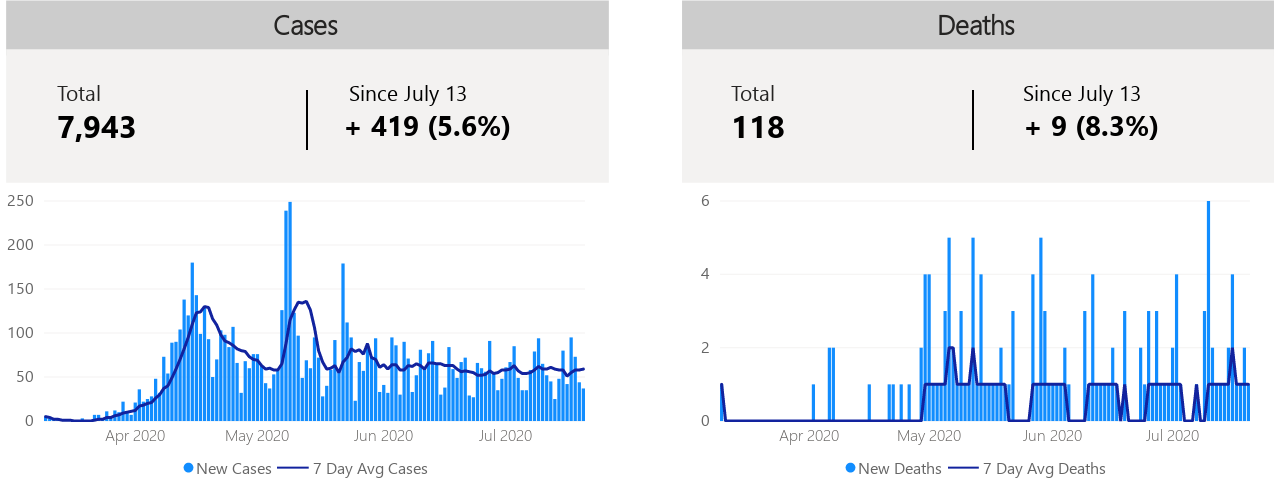 Cases
Total
Since July 13
7,943
+ 419 (5.6%)
250
200
150
100
50
0
Apr 2020 May 2020 Jun 2020 Jul 2020
New Cases 7 Day Avg Cases
Deaths
Total
Since July 13
118
+ 9 (8.3%)
6
4
2
0
Apr 2020 May 2020 Jun 2020 Jul 2020
New Deaths 7 Day Avg Deaths